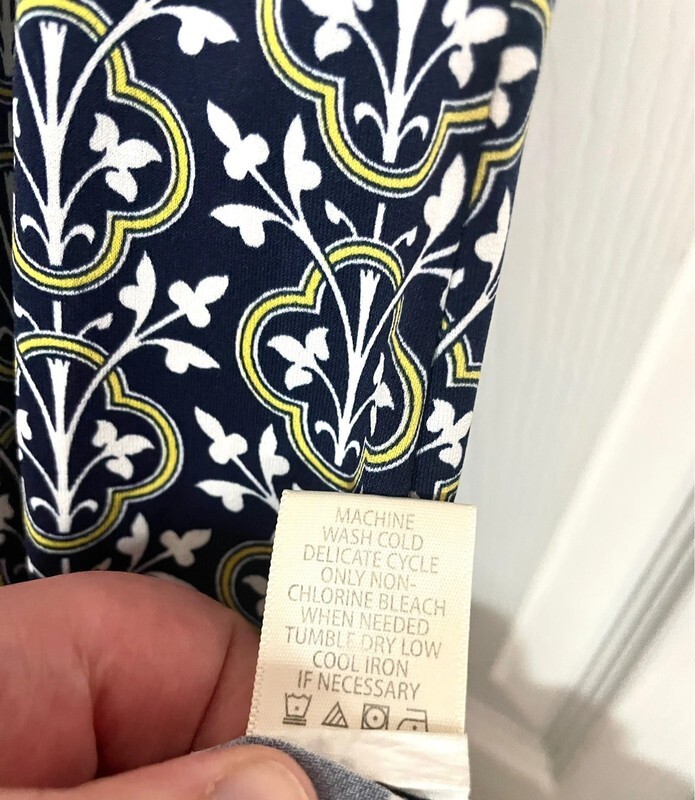 MACHINE
WASH COLD
DELICATE CYCLE
ONLY NON-
CHLORINE BLEACH
WHEN NEEDED
TUMBLE DRY LOW
COOL IRON
IF NECESSARY